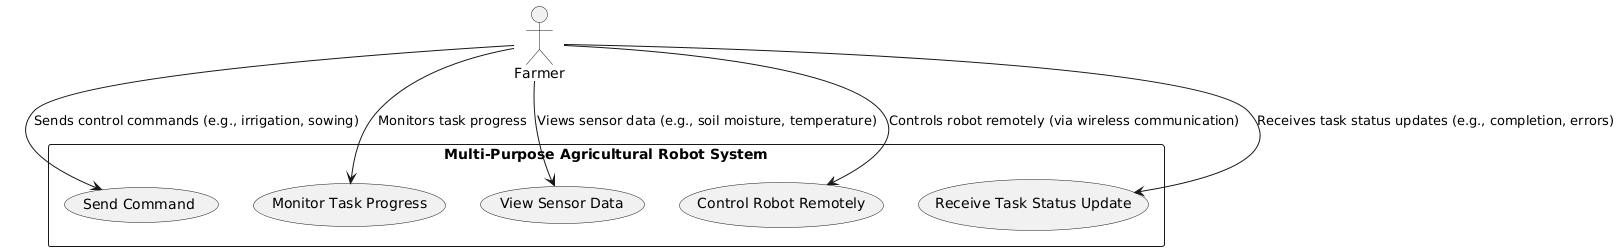 Farmer
Sends control commands (e.g., irrigation, sowing)
Monitors task progress
Views sensor data (e.g., soil moisture, temperature)
Controls robot remotely (via wireless communication)
Receives task status updates (e.g., completion, errors)
Multi-Purpose Agricultural Robot System
Send Command
Monitor Task Progress
View Sensor Data
Control Robot Remotely
Receive Task Status Update